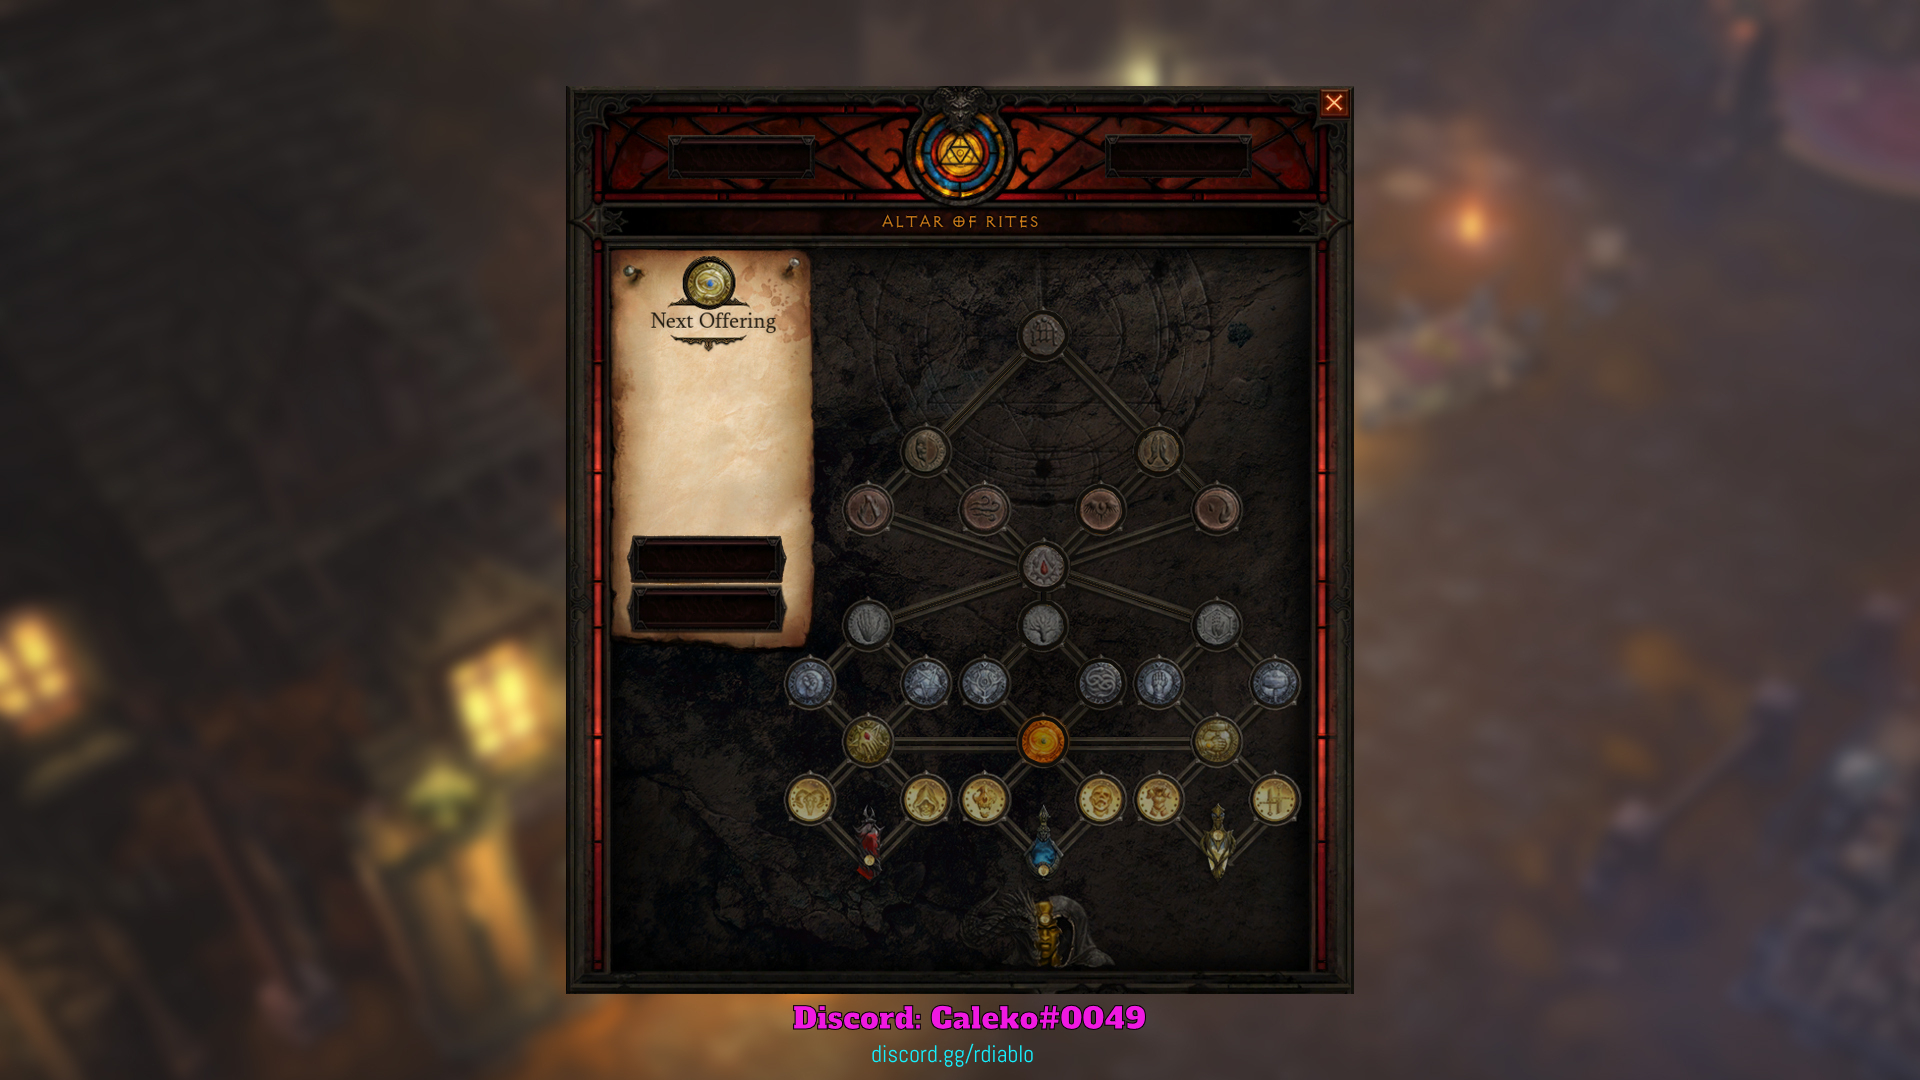 ALTAR OF RITES
Next Offering
Discord: Caleko#0049
discord.gg/rdiablo